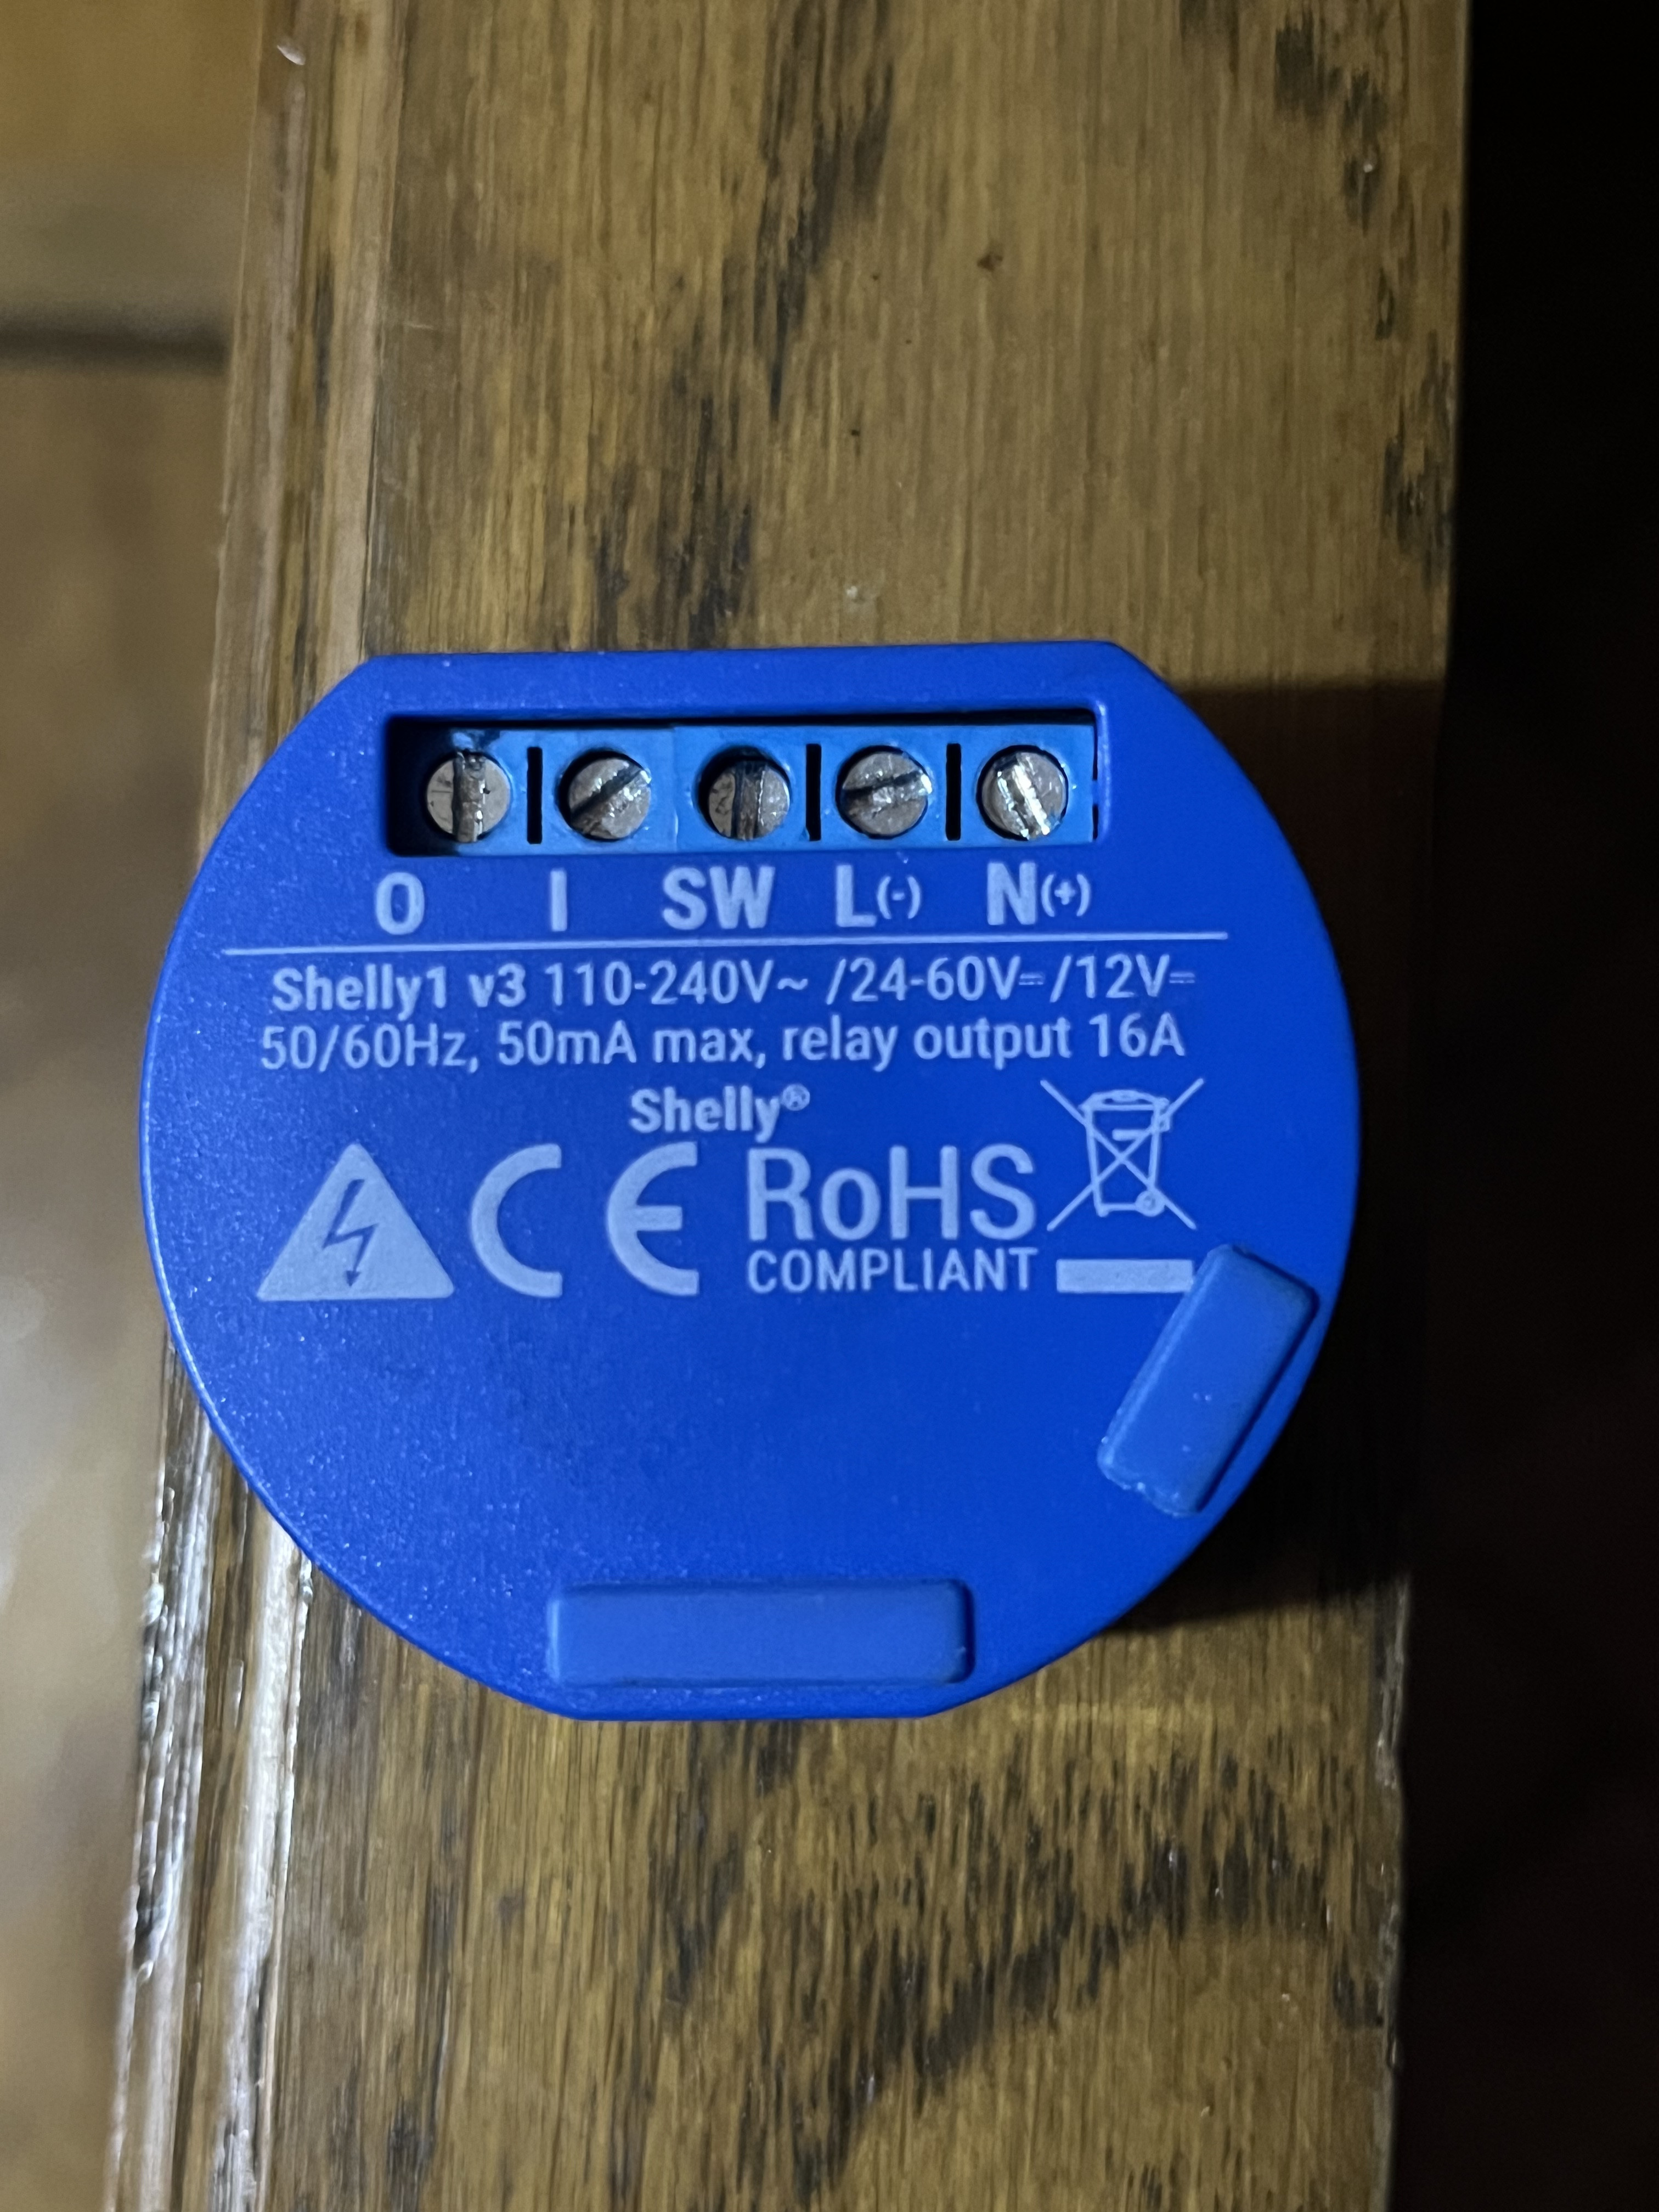 O I SW L(-) N(+)
Shelly1 v3 110-240V~ /24-60V⎓/12V⎓
50/60Hz, 50mA max, relay output 16A
Shelly®
CE RoHS
COMPLIANT